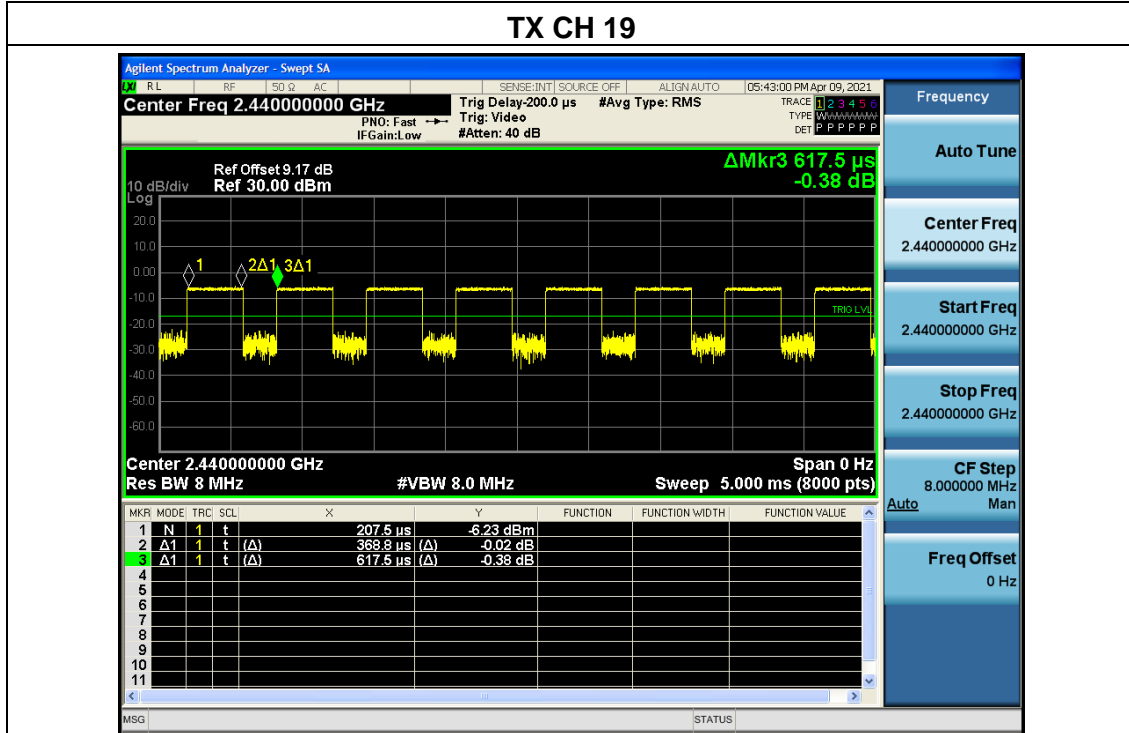 TX CH 19
Agilent Spectrum Analyzer - Swept SA
LXI RL RF 50 Ω AC SENSE:INT SOURCE OFF ALIGN AUTO 05:43:00 PM Apr 09, 2021
Center Freq 2.440000000 GHz Trig Delay-200.0 µs #Avg Type: RMS TRACE 1 2 3 4 5 6
PNO: Fast Trig: Video TYPE
IFGain:Low #Atten: 40 dB DET P P P P P P
Frequency
Auto Tune
Center Freq
2.440000000 GHz
Start Freq
2.440000000 GHz
Stop Freq
2.440000000 GHz
CF Step
8.000000 MHz
Auto Man
Freq Offset
0 Hz
ΔMkr3 617.5 µs
-0.38 dB
Ref Offset 9.17 dB
10 dB/div Ref 30.00 dBm
Log
20.0
10.0
0.00
-10.0
-20.0
-30.0
-40.0
-50.0
-60.0
1 2Δ1 3Δ1
TRIG LVL
Center 2.440000000 GHz Span 0 Hz
Res BW 8 MHz #VBW 8.0 MHz Sweep 5.000 ms (8000 pts)
MKR MODE TRC SCL X Y FUNCTION FUNCTION WIDTH FUNCTION VALUE
1 N 1 t 207.5 µs -6.23 dBm
2 Δ1 1 t (Δ) 368.8 µs (Δ) -0.02 dB
3 Δ1 1 t (Δ) 617.5 µs (Δ) -0.38 dB
4
5
6
7
8
9
10
11
MSG STATUS